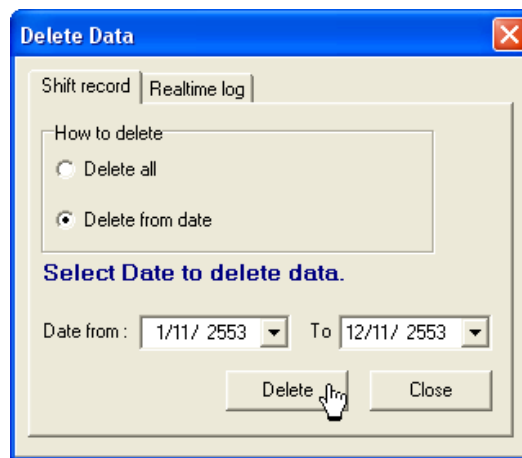 Delete Data
Shift record Realtime log
How to delete
Delete all
Delete from date
Select Date to delete data.
Date from : 1/11/ 2553 To 12/11/ 2553
Delete Close